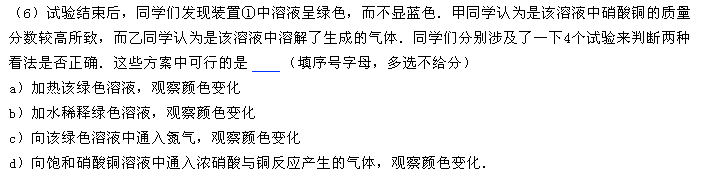 （6）试验结束后，同学们发现装置①中溶液呈绿色，而不显蓝色．甲同学认为是该溶液中硝酸铜的质量
分数较高所致，而乙同学认为是该溶液中溶解了生成的气体．同学们分别涉及了一下4个试验来判断两种
看法是否正确．这些方案中可行的是 ____（填序号字母，多选不给分）
a）加热该绿色溶液，观察颜色变化
b）加水稀释绿色溶液，观察颜色变化
c）向该绿色溶液中通入氮气，观察颜色变化
d）向饱和硝酸铜溶液中通入浓硝酸与铜反应产生的气体，观察颜色变化．